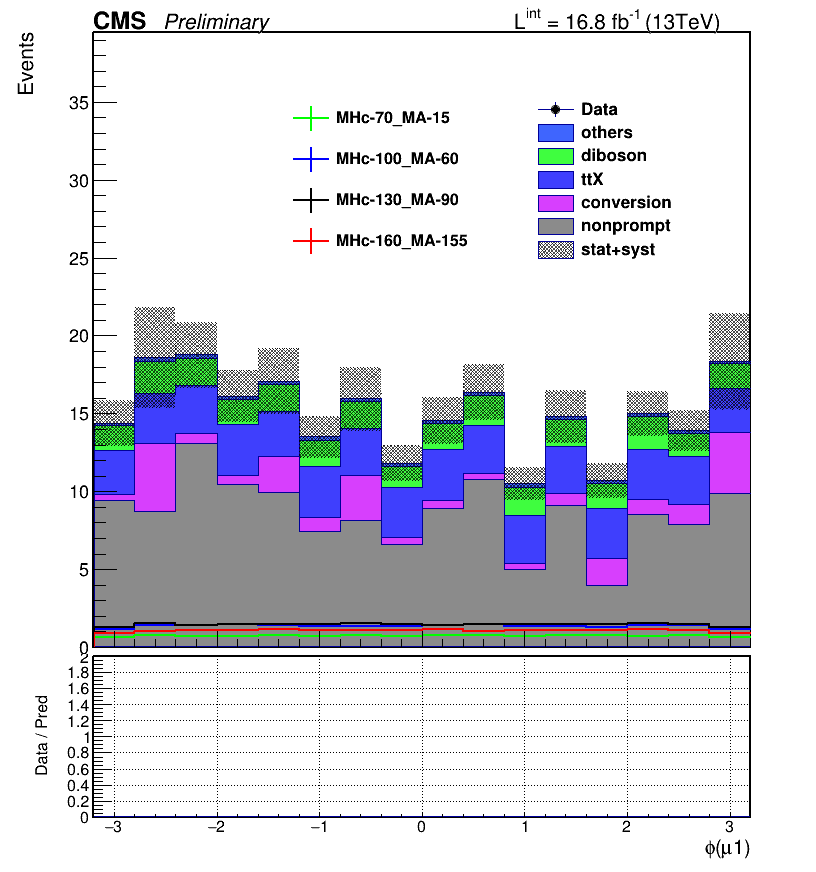 CMS Preliminary L^int = 16.8 fb^-1 (13TeV)
Events
35
30
25
20
15
10
5
0
MHc-70_MA-15
MHc-100_MA-60
MHc-130_MA-90
MHc-160_MA-155
Data
others
diboson
ttX
conversion
nonprompt
stat+syst
Data / Pred
2
1.8
1.6
1.4
1.2
1
0.8
0.6
0.4
0.2
0
−3 −2 −1 0 1 2 3
ϕ(μ1)